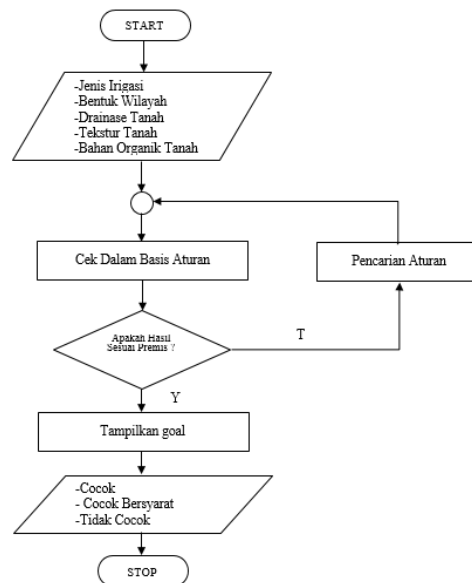 START
-Jenis Irigasi
-Bentuk Wilayah
-Drainase Tanah
-Tekstur Tanah
-Bahan Organik Tanah
Cek Dalam Basis Aturan
Pencarian Aturan
Apakah Hasil
Sesuai Premis ?
T
Y
Tampilkan goal
-Cocok
- Cocok Bersyarat
-Tidak Cocok
STOP